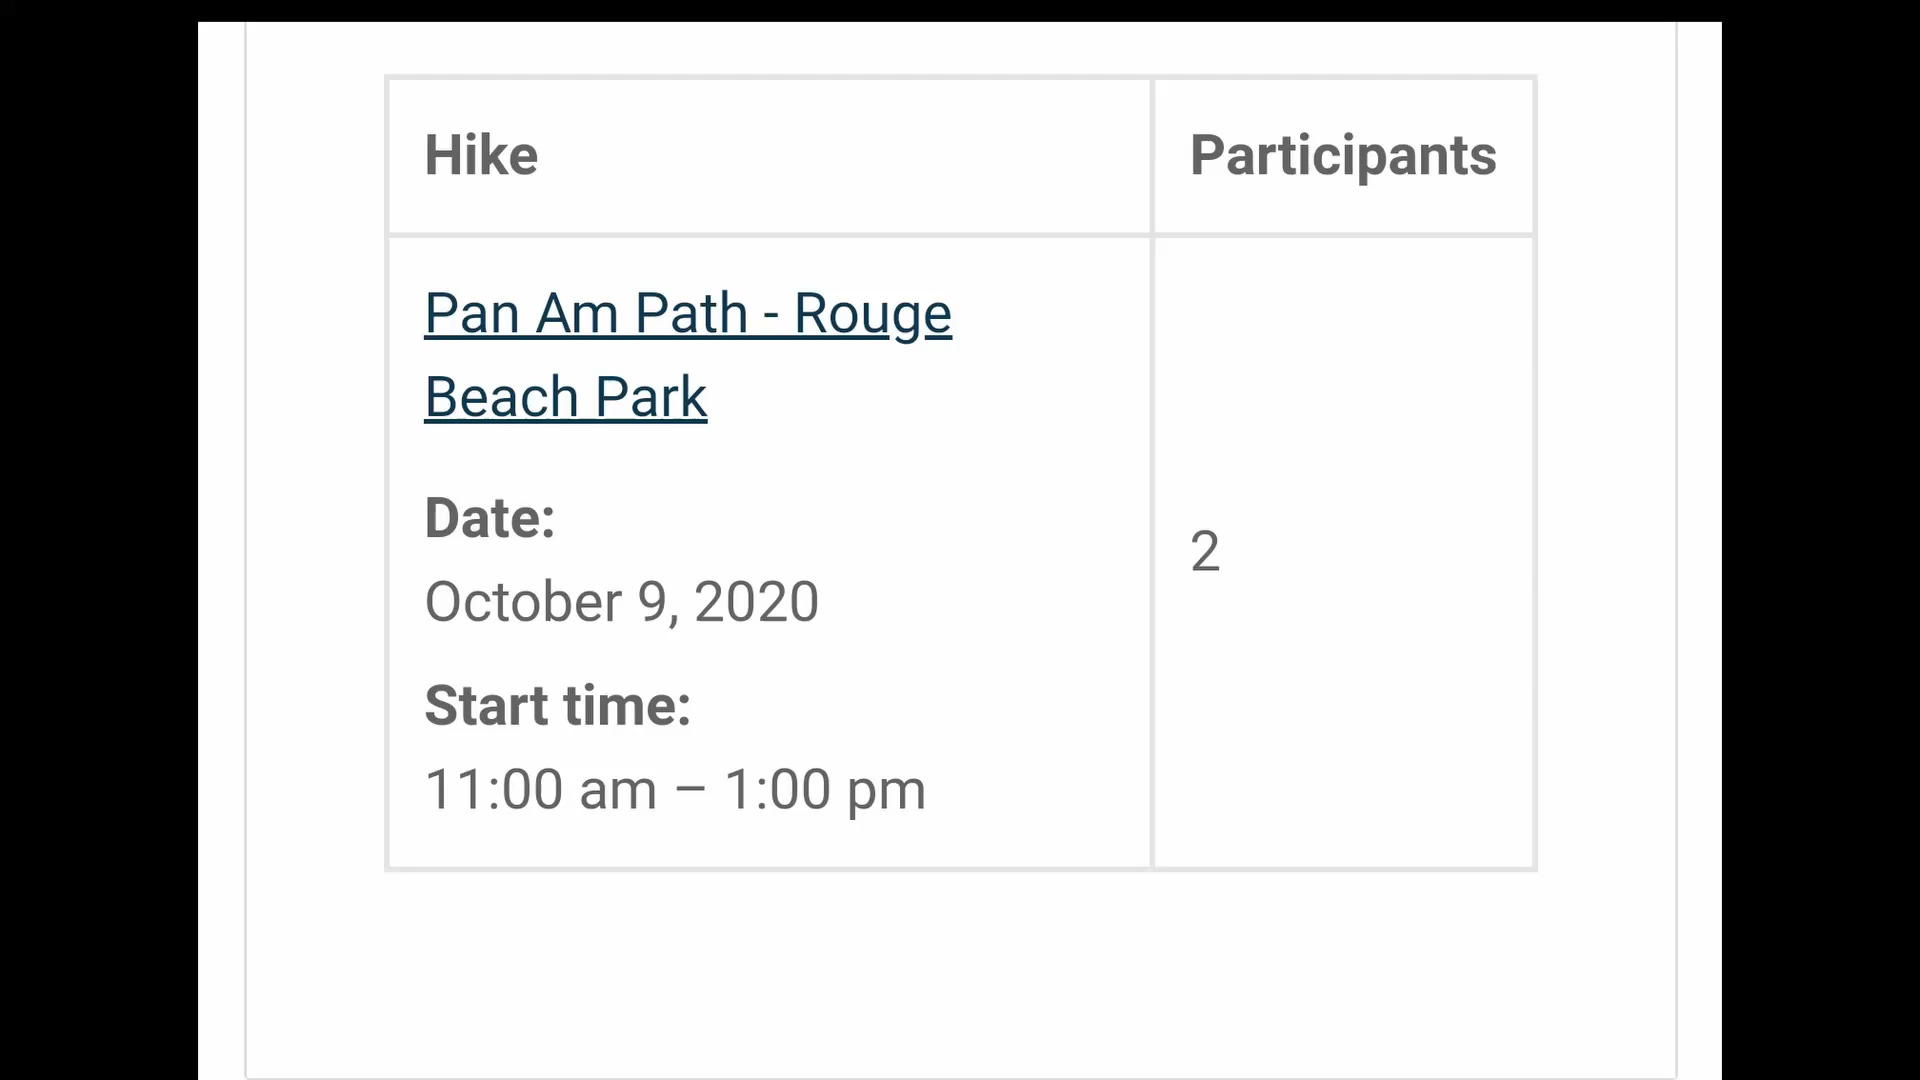 Hike
Participants
Pan Am Path - Rouge
Beach Park
Date:
October 9, 2020
2
Start time:
11:00 am – 1:00 pm